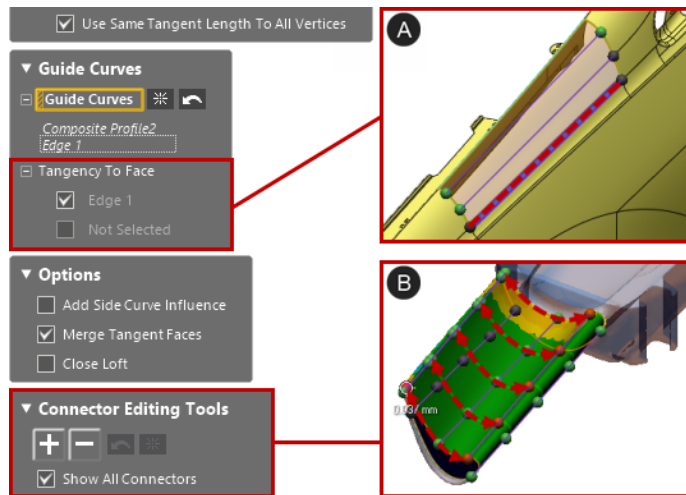 Use Same Tangent Length To All Vertices
Guide Curves
Guide Curves
Composite Profile2
Edge 1
Tangency To Face
Edge 1
Not Selected
Options
Add Side Curve Influence
Merge Tangent Faces
Close Loft
Connector Editing Tools
Show All Connectors
A
B